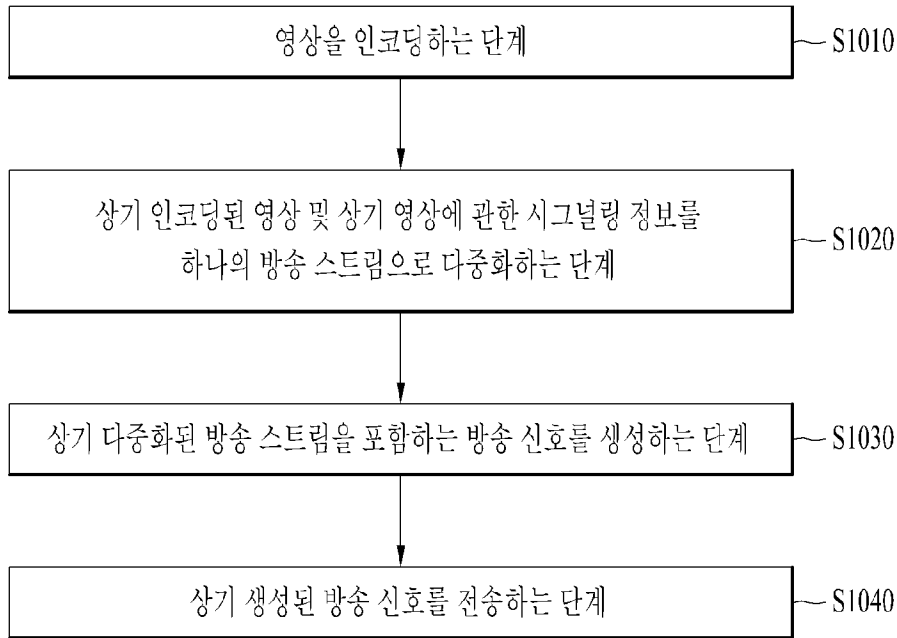 영상을 인코딩하는 단계
S1010
상기 인코딩된 영상 및 상기 영상에 관한 시그널링 정보를
하나의 방송 스트림으로 다중화하는 단계
S1020
상기 다중화된 방송 스트림을 포함하는 방송 신호를 생성하는 단계
S1030
상기 생성된 방송 신호를 전송하는 단계
S1040